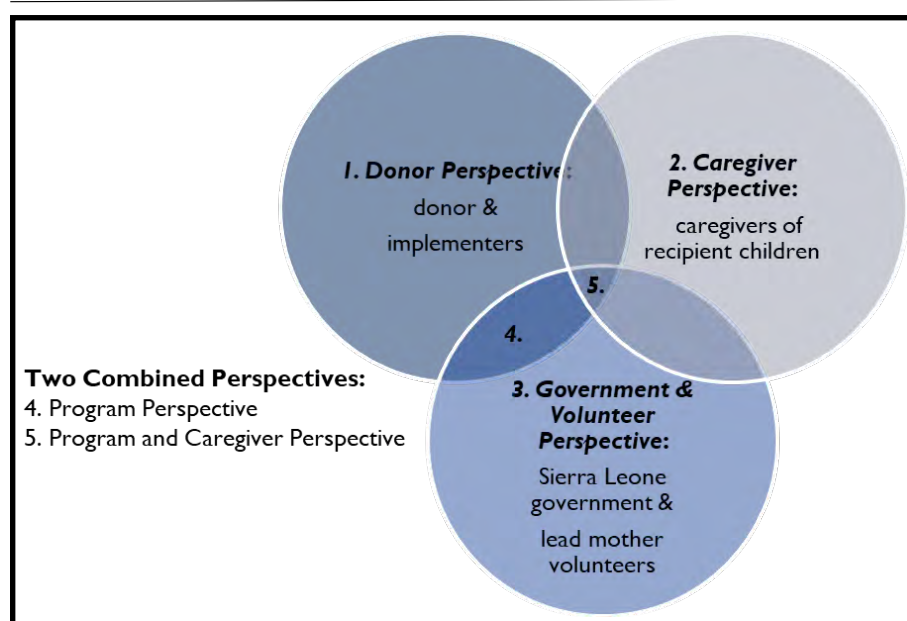 1. Donor Perspective:
donor &
implementers
2. Caregiver
Perspective:
caregivers of
recipient children
5.
4.
Two Combined Perspectives:
4. Program Perspective
5. Program and Caregiver Perspective
3. Government &
Volunteer
Perspective:
Sierra Leone
government &
lead mother
volunteers